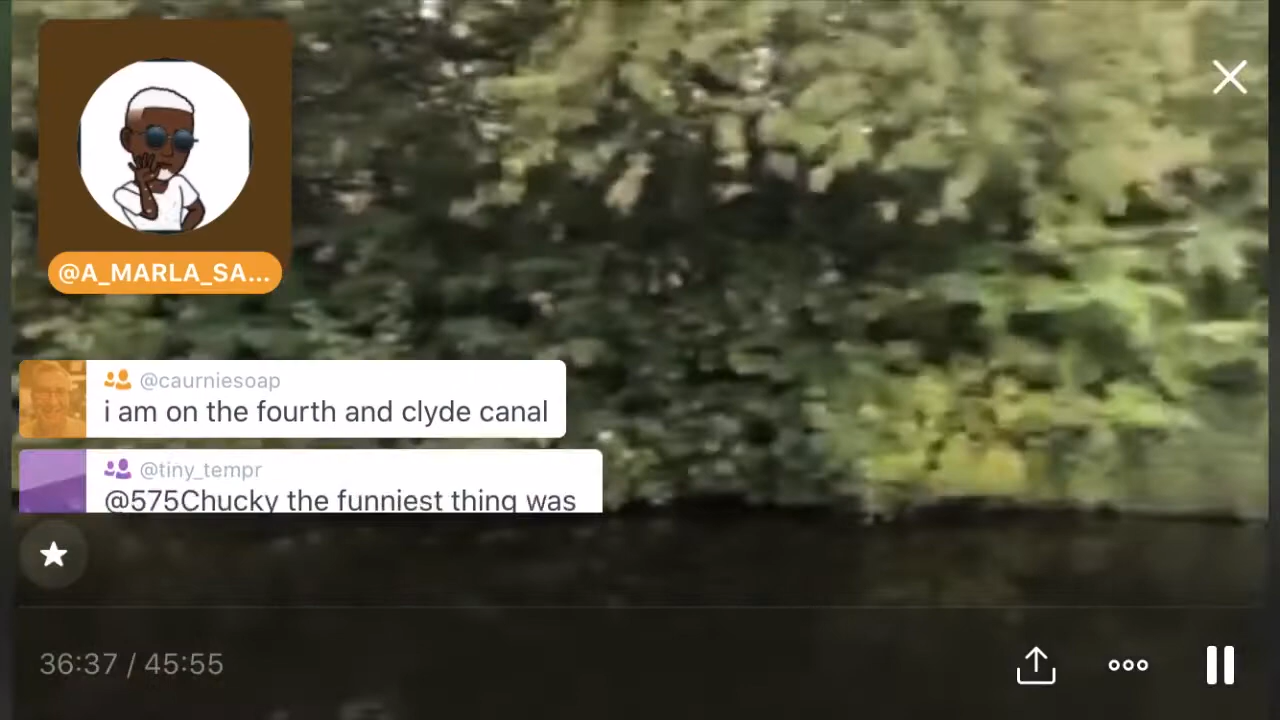 @A_MARLA_SA...
@caurniesoap
i am on the fourth and clyde canal
@tiny_tempr
@575Chucky the funniest thing was
36:37 / 45:55